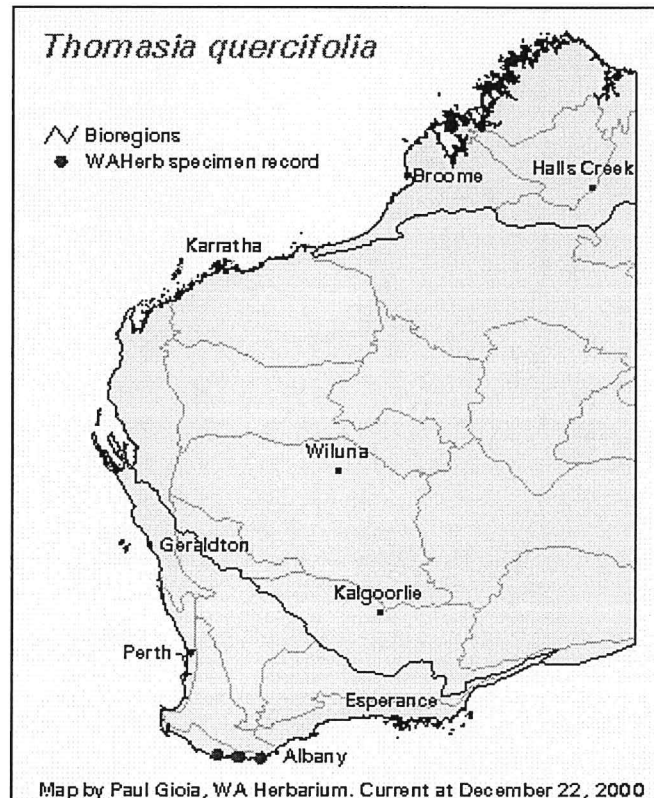 Thomasia quercifolia
Bioregions
WAHerb specimen record
Broome
Halls Creek
Karratha
Wiluna
Geraldton
Kalgoorlie
Perth
Esperance
Albany
Map by Paul Gioia, WA Herbarium. Current at December 22, 2000